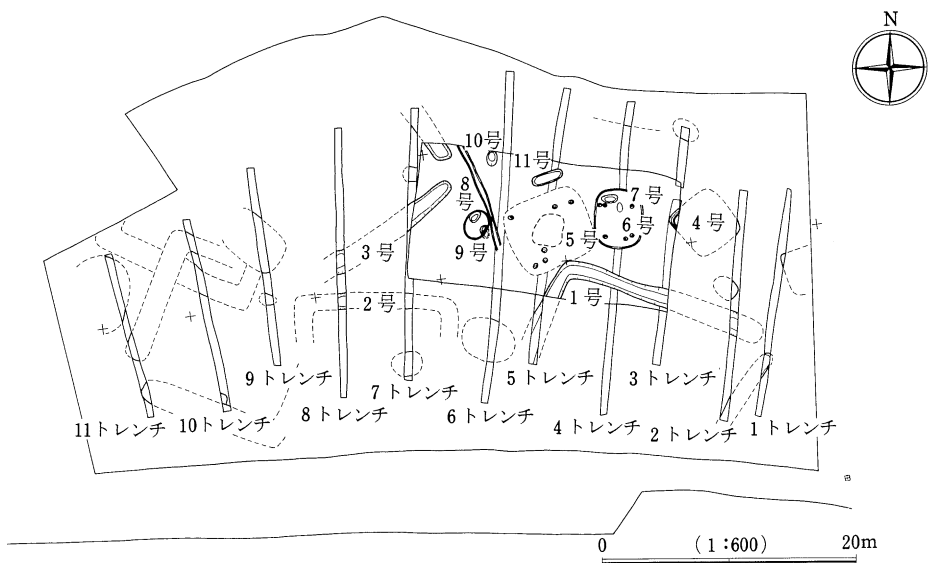 N
10号
11号
8号
7号
6号
4号
5号
9号
3号
2号
1号
9トレンチ
7トレンチ
5トレンチ
3トレンチ
8トレンチ
6トレンチ
11トレンチ
10トレンチ
4トレンチ
2トレンチ
1トレンチ
0
(1:600)
20m